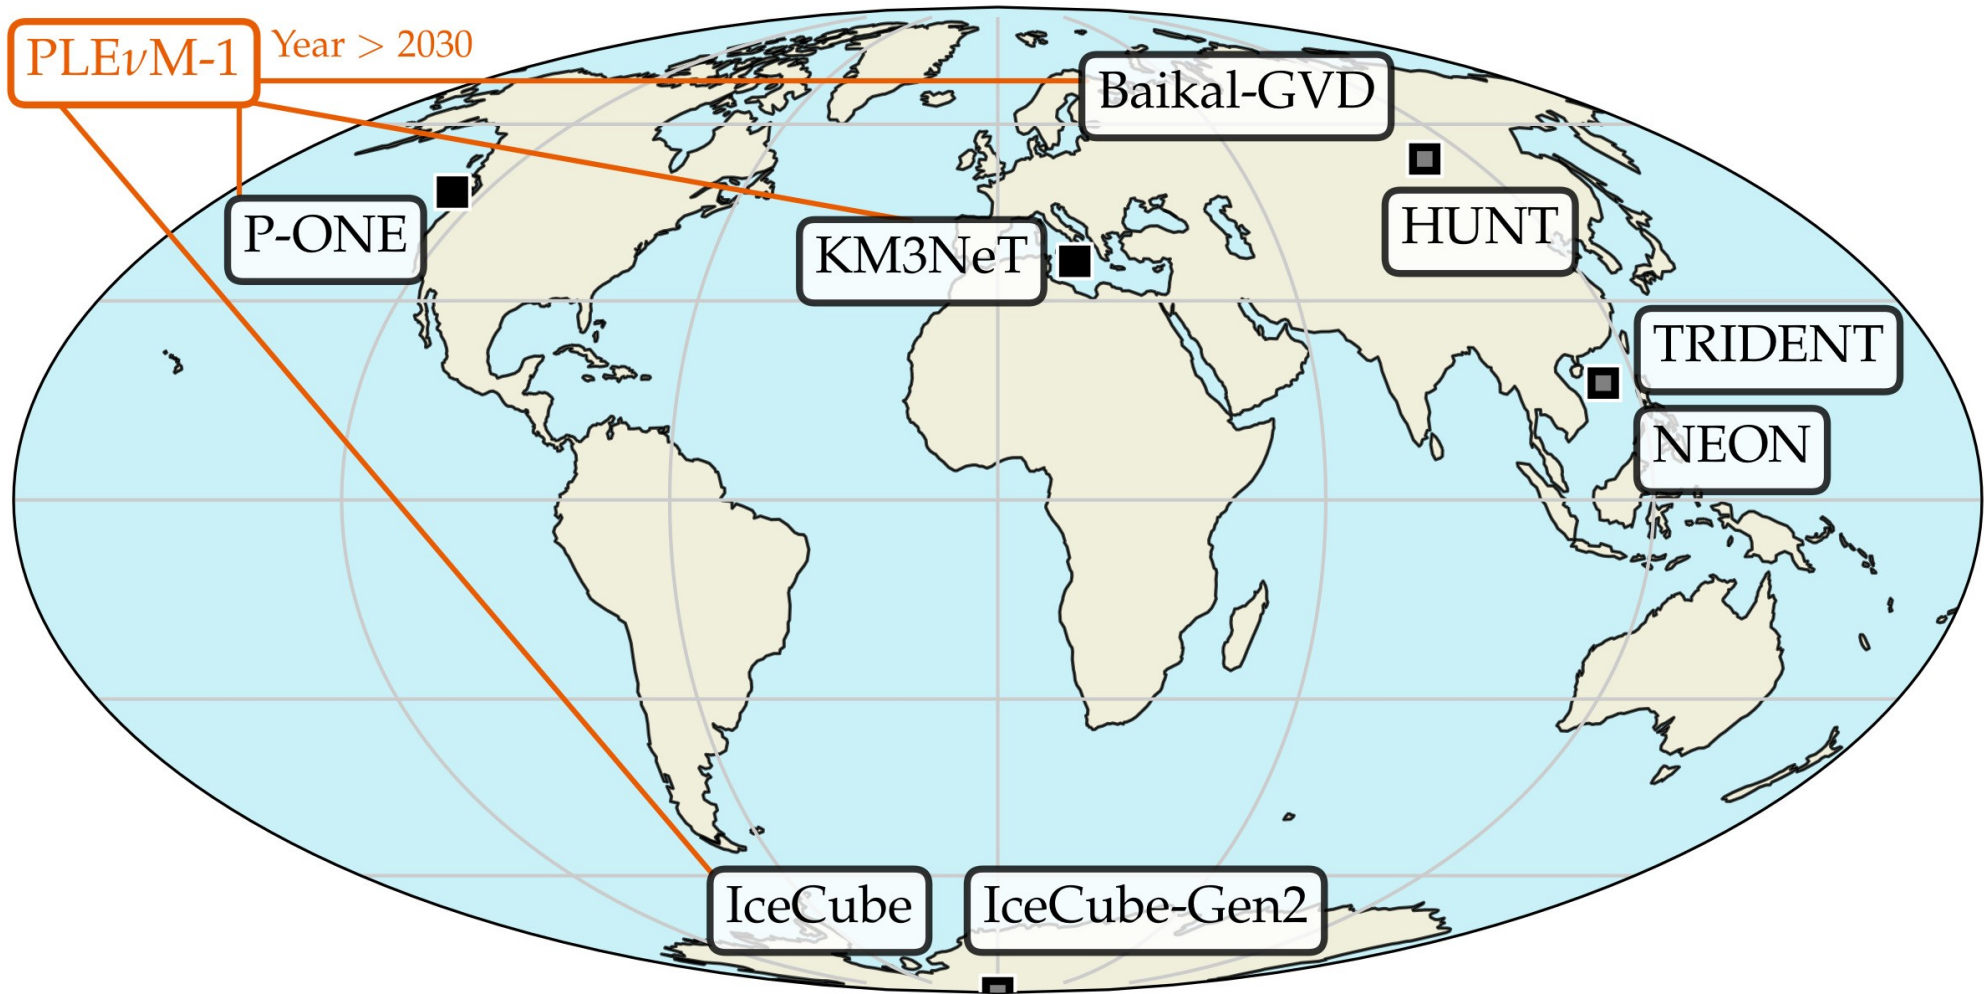 PLEνM-1
Year > 2030
Baikal-GVD
P-ONE
KM3NeT
HUNT
TRIDENT
NEON
IceCube
IceCube-Gen2